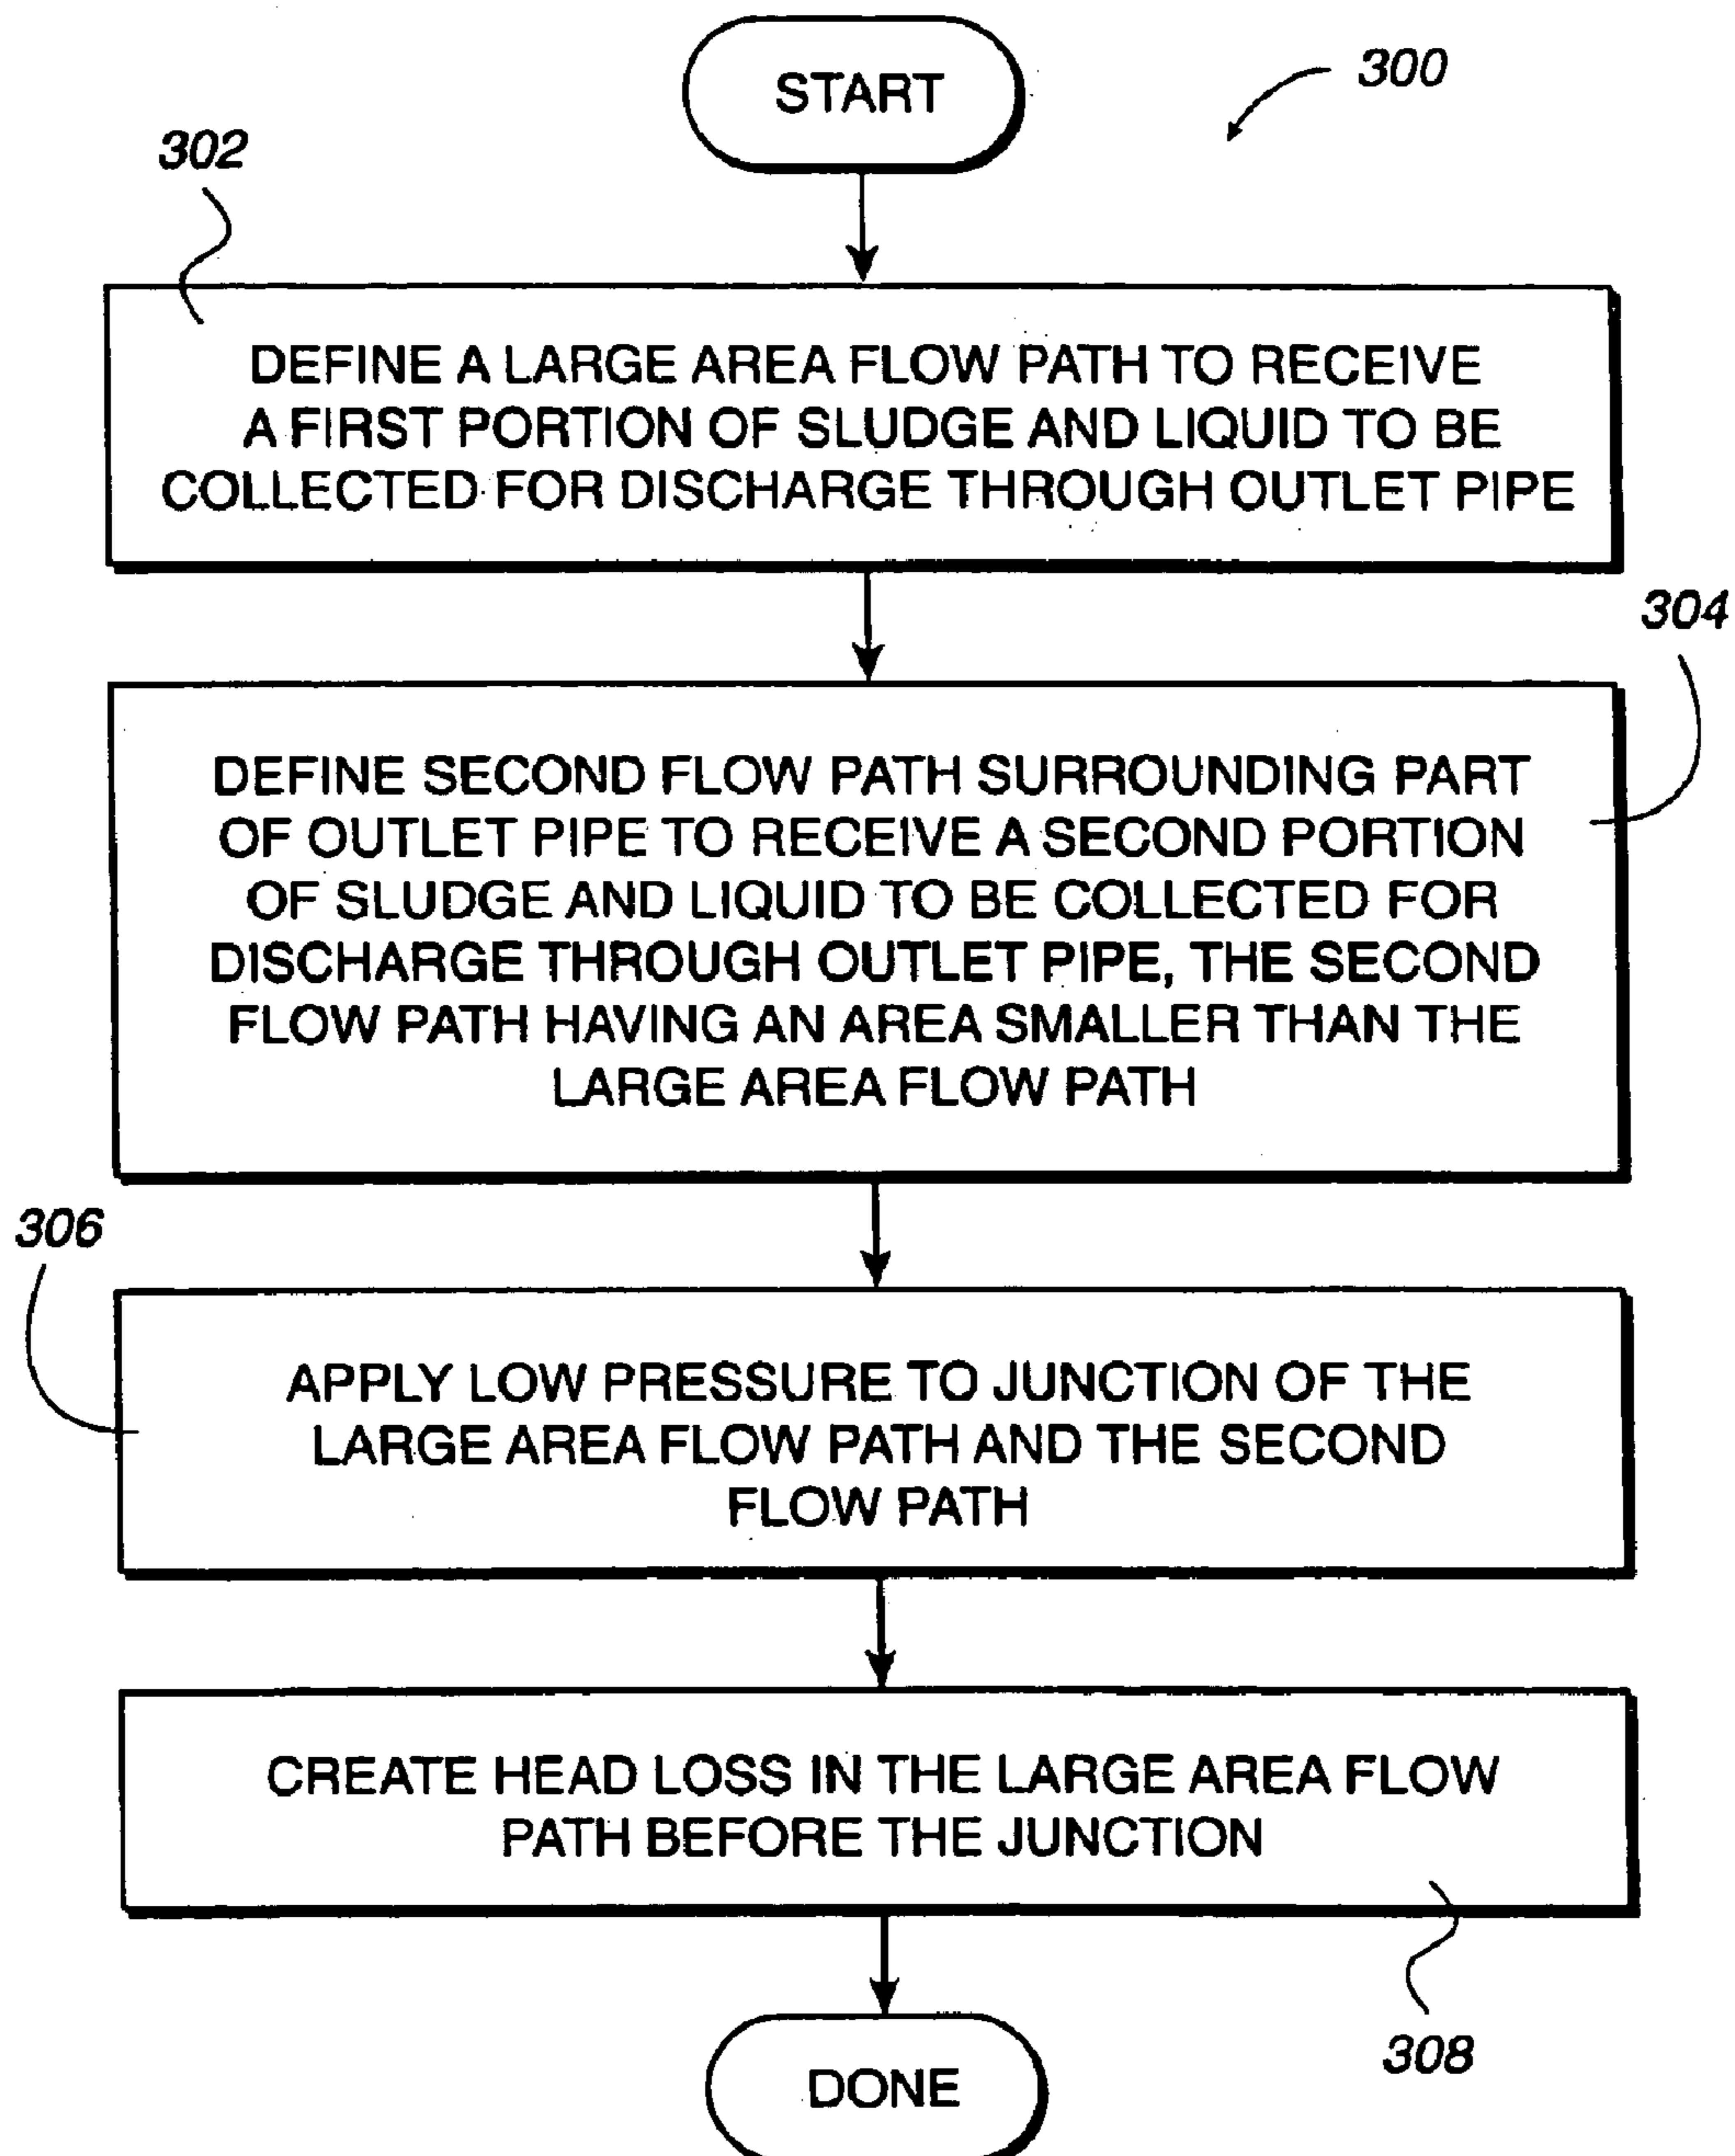 START
300
302
DEFINE A LARGE AREA FLOW PATH TO RECEIVE
A FIRST PORTION OF SLUDGE AND LIQUID TO BE
COLLECTED FOR DISCHARGE THROUGH OUTLET PIPE
304
DEFINE SECOND FLOW PATH SURROUNDING PART
OF OUTLET PIPE TO RECEIVE A SECOND PORTION
OF SLUDGE AND LIQUID TO BE COLLECTED FOR
DISCHARGE THROUGH OUTLET PIPE, THE SECOND
FLOW PATH HAVING AN AREA SMALLER THAN THE
LARGE AREA FLOW PATH
306
APPLY LOW PRESSURE TO JUNCTION OF THE
LARGE AREA FLOW PATH AND THE SECOND
FLOW PATH
CREATE HEAD LOSS IN THE LARGE AREA FLOW
PATH BEFORE THE JUNCTION
308
DONE